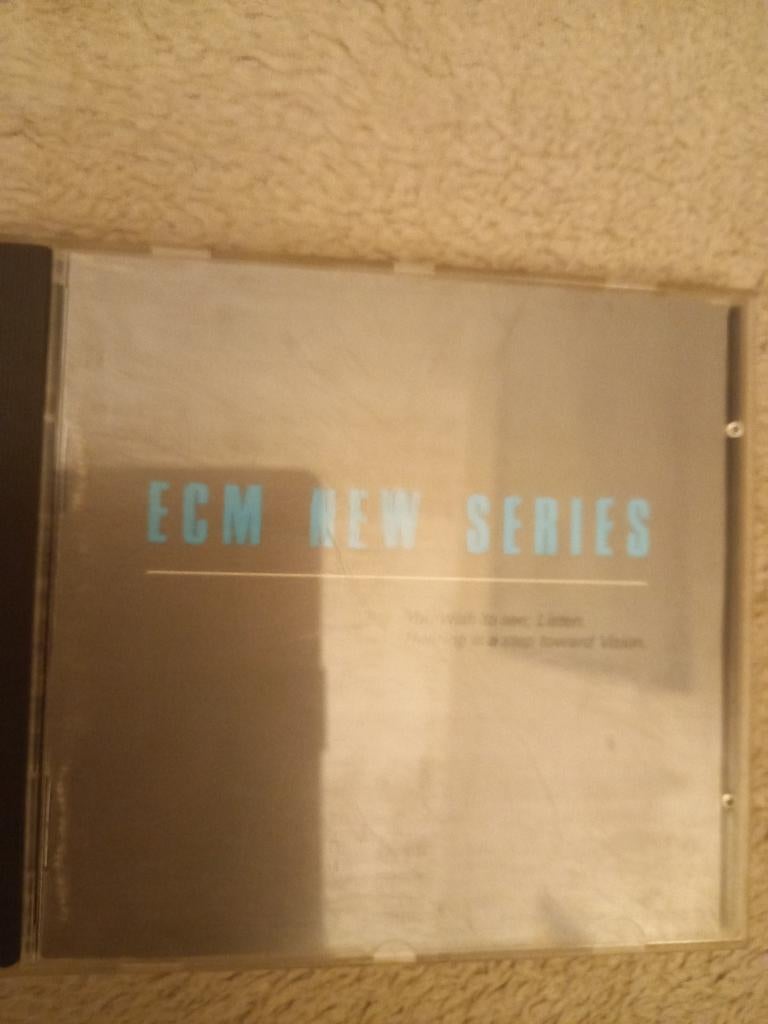 ECM NEW SERIES
You wish to see; Listen.
Hearing is a step toward Vision.